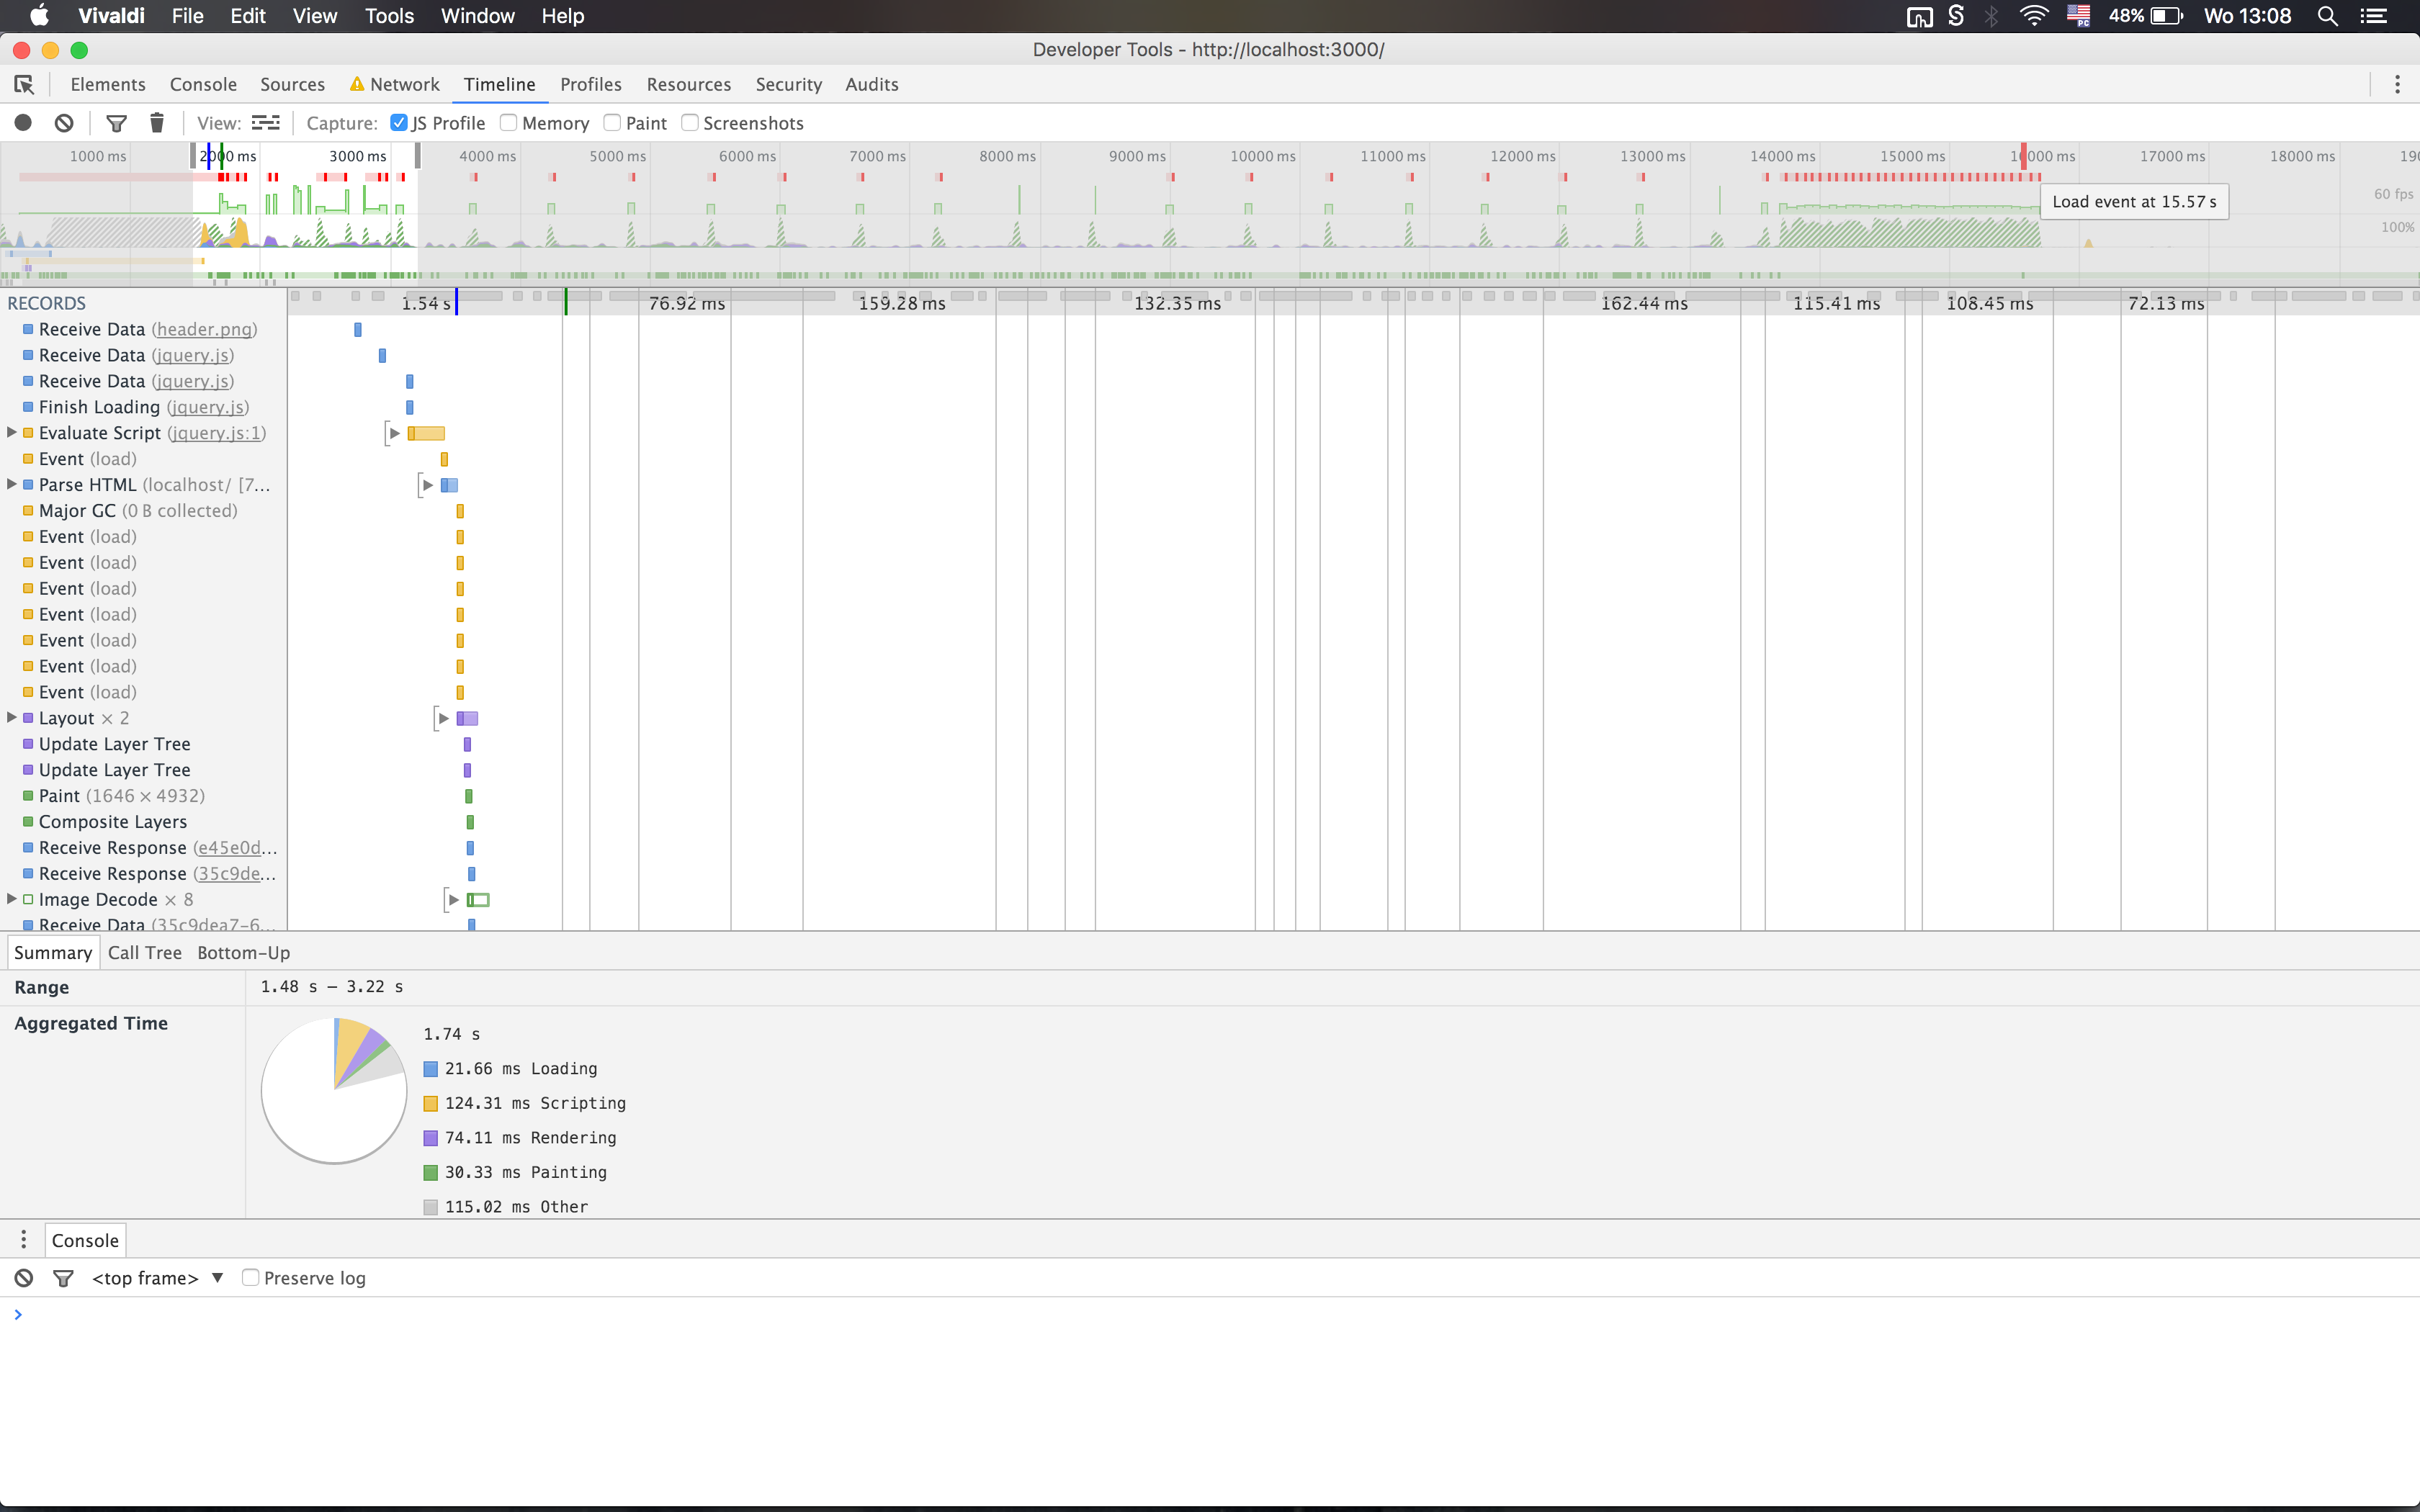 Vivaldi File Edit View Tools Window Help 48% Wo 13:08
Developer Tools - http://localhost:3000/
Elements Console Sources Network Timeline Profiles Resources Security Audits
View: Capture: JS Profile Memory Paint Screenshots
1000 ms 2000 ms 3000 ms 4000 ms 5000 ms 6000 ms 7000 ms 8000 ms 9000 ms 10000 ms 11000 ms 12000 ms 13000 ms 14000 ms 15000 ms 16000 ms 17000 ms 18000 ms
60 fps
Load event at 15.57 s
100%
RECORDS 1.54 s 76.92 ms 159.28 ms 132.35 ms 162.44 ms 115.41 ms 108.45 ms 72.13 ms
Receive Data (header.png)
Receive Data (jquery.js)
Receive Data (jquery.js)
Finish Loading (jquery.js)
Evaluate Script (jquery.js:1)
Event (load)
Parse HTML (localhost/ [7...
Major GC (0 B collected)
Event (load)
Event (load)
Event (load)
Event (load)
Event (load)
Event (load)
Event (load)
Layout × 2
Update Layer Tree
Update Layer Tree
Paint (1646 × 4932)
Composite Layers
Receive Response (e45e0d...
Receive Response (35c9de...
Image Decode × 8
Receive Data (35c9dea7-6...
Summary Call Tree Bottom-Up
Range 1.48 s – 3.22 s
Aggregated Time
1.74 s
21.66 ms Loading
124.31 ms Scripting
74.11 ms Rendering
30.33 ms Painting
115.02 ms Other
Console
<top frame> ▼ Preserve log
>